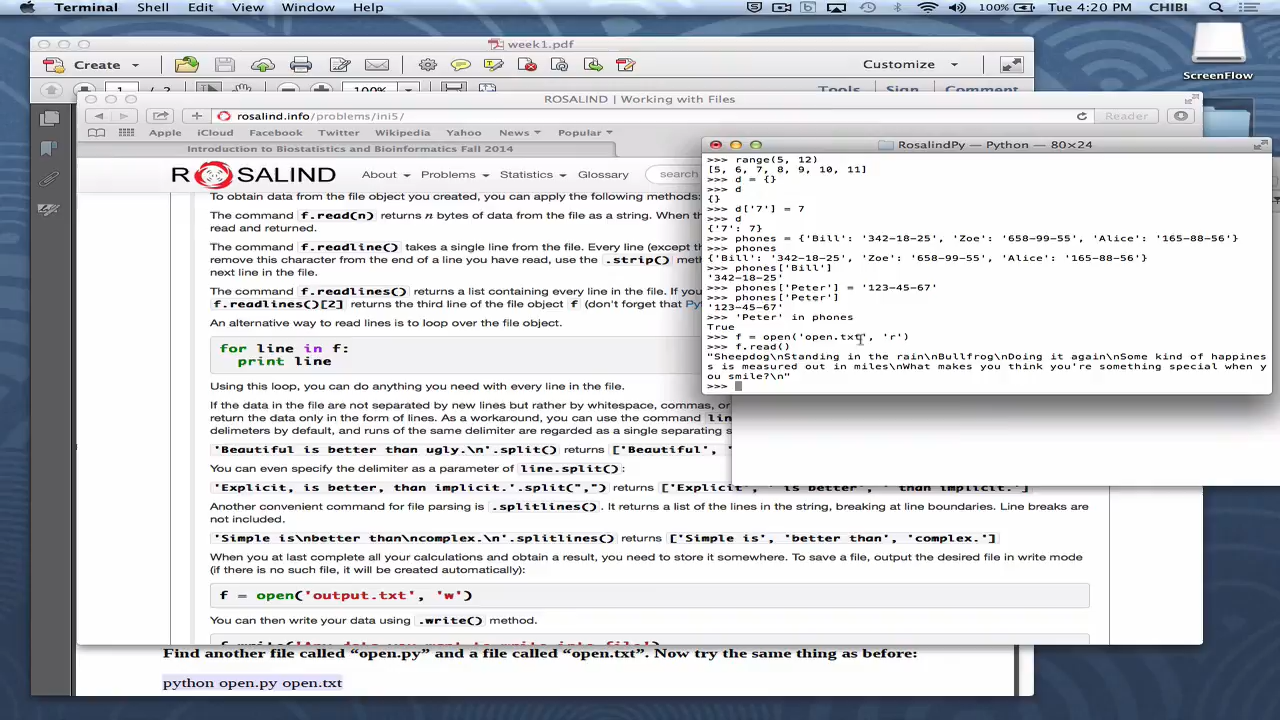 Terminal Shell Edit View Window Help 100% Tue 4:20 PM CHIBI
week1.pdf
Create Customize
1 / 2 100% Tools Sign Comment
ROSALIND | Working with Files
rosalind.info/problems/ini5/ Reader
Apple iCloud Facebook Twitter Wikipedia Yahoo News Popular
Introduction to Biostatistics and Bioinformatics Fall 2014
ROSALIND About Problems Statistics Glossary search
To obtain data from the file object you created, you can apply the following methods:
The command f.read(n) returns n bytes of data from the file as a string. When th
read and returned.
The command f.readline() takes a single line from the file. Every line (except th
remove this character from the end of a line you have read, use the .strip() meth
next line in the file.
The command f.readlines() returns a list containing every line in the file. If you
f.readlines()[2] returns the third line of the file object f (don't forget that Py
An alternative way to read lines is to loop over the file object.
for line in f:
print line
Using this loop, you can do anything you need with every line in the file.
If the data in the file are not separated by new lines but rather by whitespace, commas, or
return the data only in the form of lines. As a workaround, you can use the command line
delimeters by default, and runs of the same delimiter are regarded as a single separating s
'Beautiful is better than ugly.\n'.split() returns ['Beautiful', '
You can even specify the delimiter as a parameter of line.split():
'Explicit, is better, than implicit.'.split(",") returns ['Explicit', ' is better', ' than implicit.']
Another convenient command for file parsing is .splitlines(). It returns a list of the lines in the string, breaking at line boundaries. Line breaks are
not included.
'Simple is\nbetter than\ncomplex.\n'.splitlines() returns ['Simple is', 'better than', 'complex.']
When you at last complete all your calculations and obtain a result, you need to store it somewhere. To save a file, output the desired file in write mode
(if there is no such file, it will be created automatically):
f = open('output.txt', 'w')
You can then write your data using .write() method.
f.write('Any data you want to write into file')
Find another file called “open.py” and a file called “open.txt”. Now try the same thing as before:
python open.py open.txt
ScreenFlow
RosalindPy — Python — 80×24
>>> range(5, 12)
[5, 6, 7, 8, 9, 10, 11]
>>> d = {}
>>> d
{}
>>> d['7'] = 7
>>> d
{'7': 7}
>>> phones = {'Bill': '342-18-25', 'Zoe': '658-99-55', 'Alice': '165-88-56'}
>>> phones
{'Bill': '342-18-25', 'Zoe': '658-99-55', 'Alice': '165-88-56'}
>>> phones['Bill']
'342-18-25'
>>> phones['Peter'] = '123-45-67'
>>> phones['Peter']
'123-45-67'
>>> 'Peter' in phones
True
>>> f = open('open.txt', 'r')
>>> f.read()
"Sheepdog\nStanding in the rain\nBullfrog\nDoing it again\nSome kind of happines
s is measured out in miles\nWhat makes you think you're something special when y
ou smile?\n"
>>>